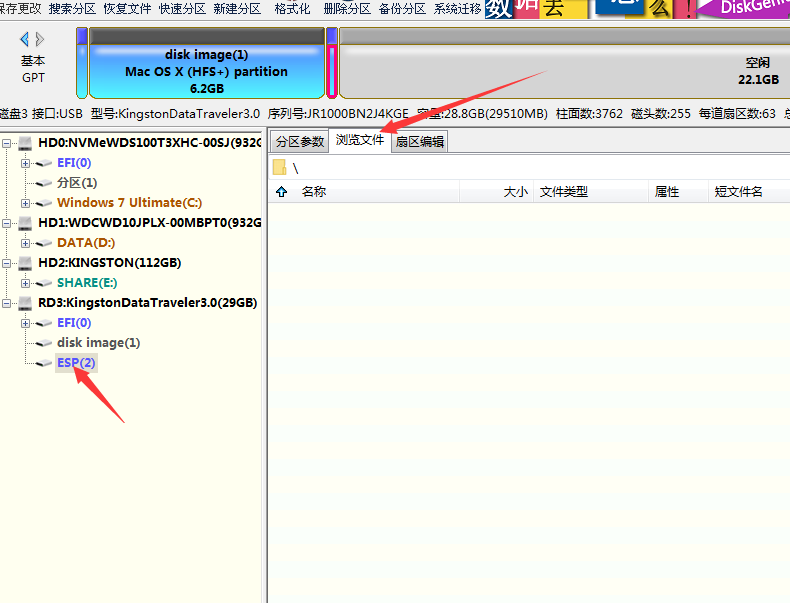 保存更改 搜索分区 恢复文件 快速分区 新建分区 格式化 删除分区 备份分区 系统迁移
数 据 去 么 ! DiskGeni
基本
GPT
disk image(1)
Mac OS X (HFS+) partition
6.2GB
空闲
22.1GB
磁盘3 接口:USB 型号:KingstonDataTraveler3.0 序列号:JR1000BN2J4KGE 容量:28.8GB(29510MB) 柱面数:3762 磁头数:255 每道扇区数:63 总
HD0:NVMeWDS100T3XHC-00SJ(932G
EFI(0)
分区(1)
Windows 7 Ultimate(C:)
HD1:WDCWD10JPLX-00MBPT0(932G
DATA(D:)
HD2:KINGSTON(112GB)
SHARE(E:)
RD3:KingstonDataTraveler3.0(29GB)
EFI(0)
disk image(1)
ESP(2)
分区参数 浏览文件 扇区编辑
\
名称 大小 文件类型 属性 短文件名